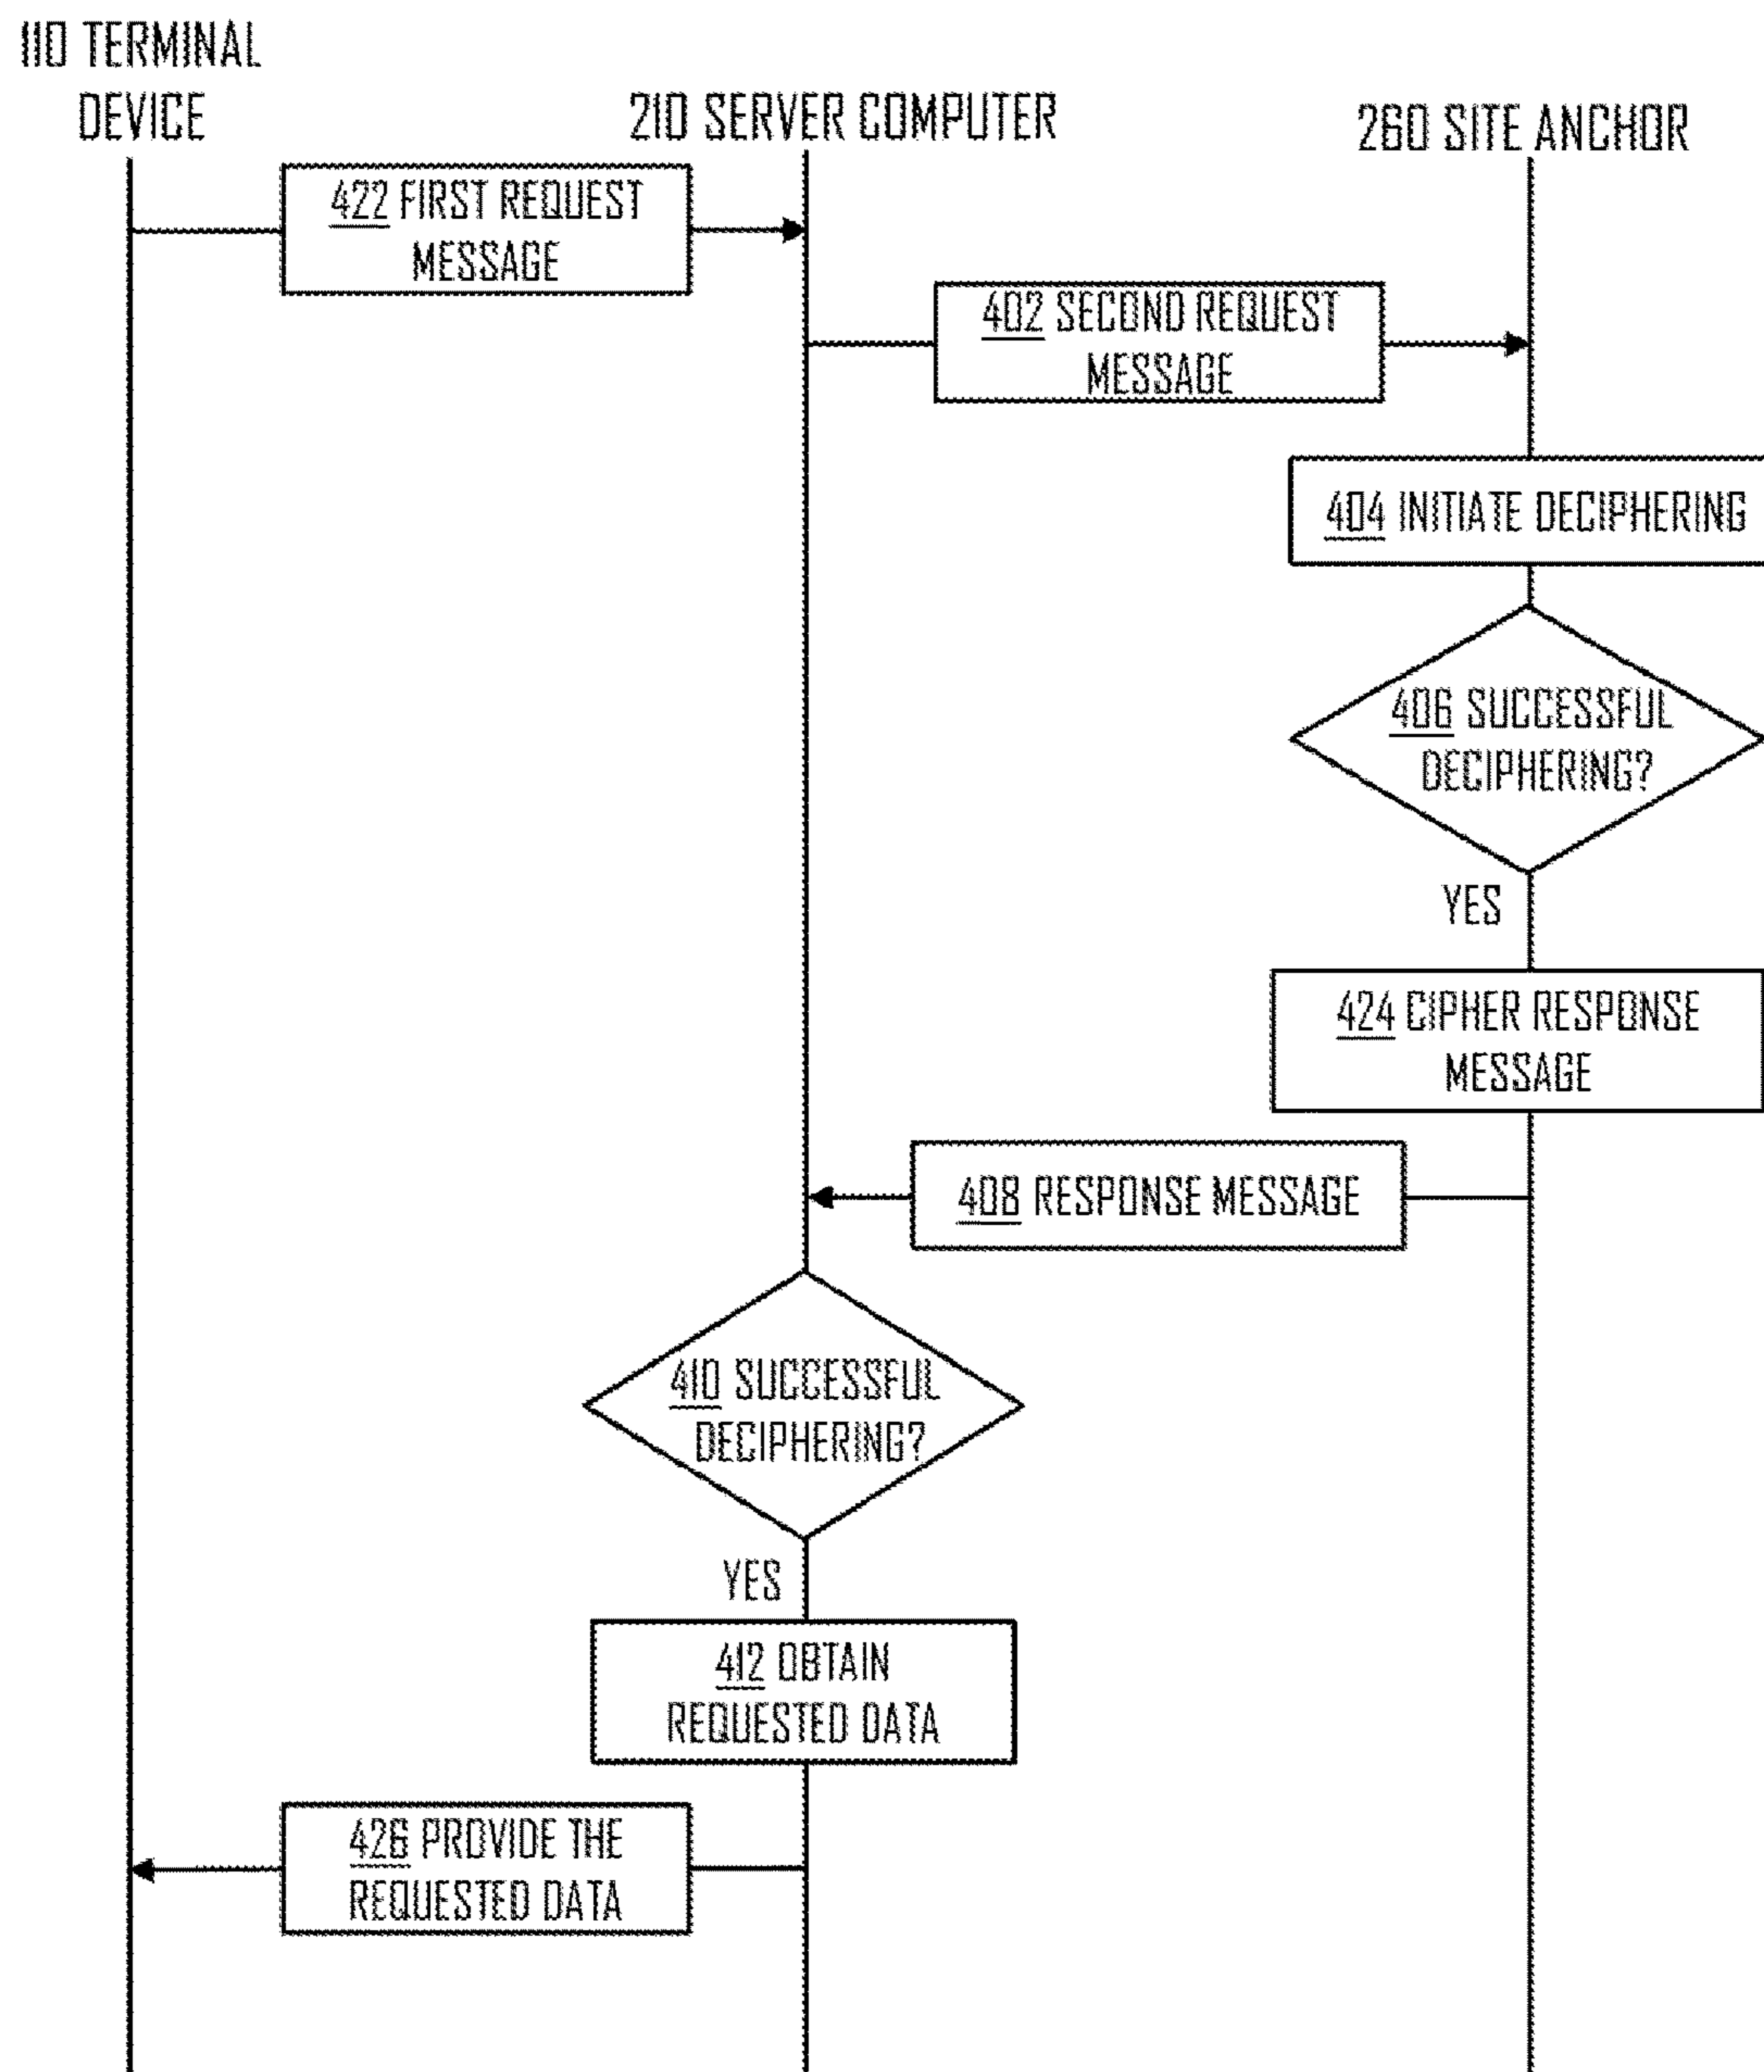 110 TERMINAL
DEVICE
210 SERVER COMPUTER
260 SITE ANCHOR
422 FIRST REQUEST
MESSAGE
402 SECOND REQUEST
MESSAGE
404 INITIATE DECIPHERING
406 SUCCESSFUL
DECIPHERING?
YES
424 CIPHER RESPONSE
MESSAGE
408 RESPONSE MESSAGE
410 SUCCESSFUL
DECIPHERING?
YES
412 OBTAIN
REQUESTED DATA
426 PROVIDE THE
REQUESTED DATA